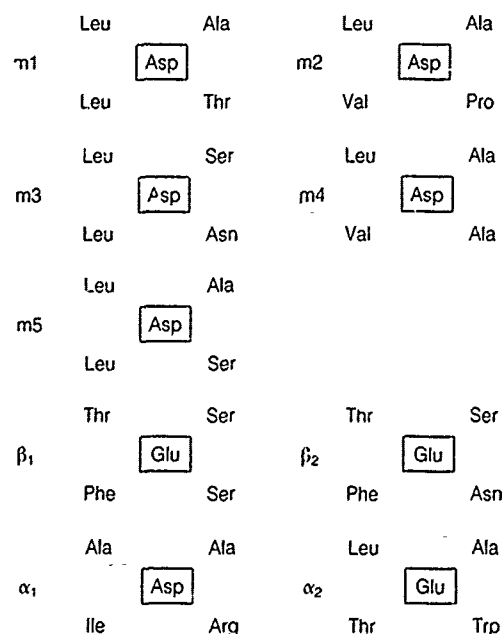 Leu Ala Leu Ala
m1 Asp m2 Asp
Leu Thr Val Pro
Leu Ser Leu Ala
m3 Asp m4 Asp
Leu Asn Val Ala
Leu Ala
m5 Asp
Leu Ser
Thr Ser Thr Ser
β₁ Glu β₂ Glu
Phe Ser Phe Asn
Ala Ala Leu Ala
α₁ Asp α₂ Glu
Ile Arg Thr Trp